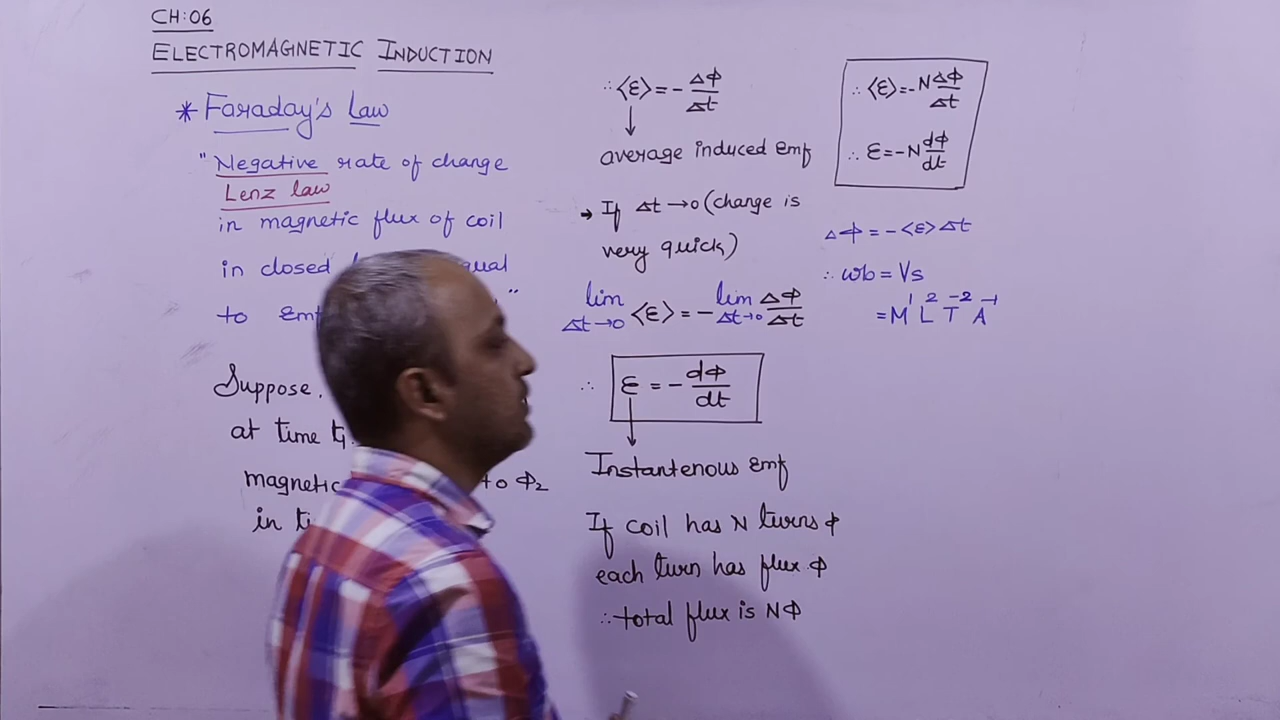 CH:06
ELECTROMAGNETIC INDUCTION
* Faraday's Law
"Negative rate of change
Lenz law
in magnetic flux of coil
in closed
to Emf "
Suppose,
at time t₁
magnetic to Φ₂
in
∴ <ε> = - ΔΦ/Δt
average induced Emf
→ If Δt→0 (change is
very quick)
lim Δt→0 <ε> = - lim Δt→0 ΔΦ/Δt
∴ ε = - dΦ/dt
Instantenous Emf
If coil has N turns &
each turn has flux Φ
∴ total flux is NΦ
∴ <ε> = -N ΔΦ/Δt
∴ ε = -N dΦ/dt
ΔΦ = - <ε> Δt
∴ wb = Vs
= M¹ L² T⁻² A⁻¹